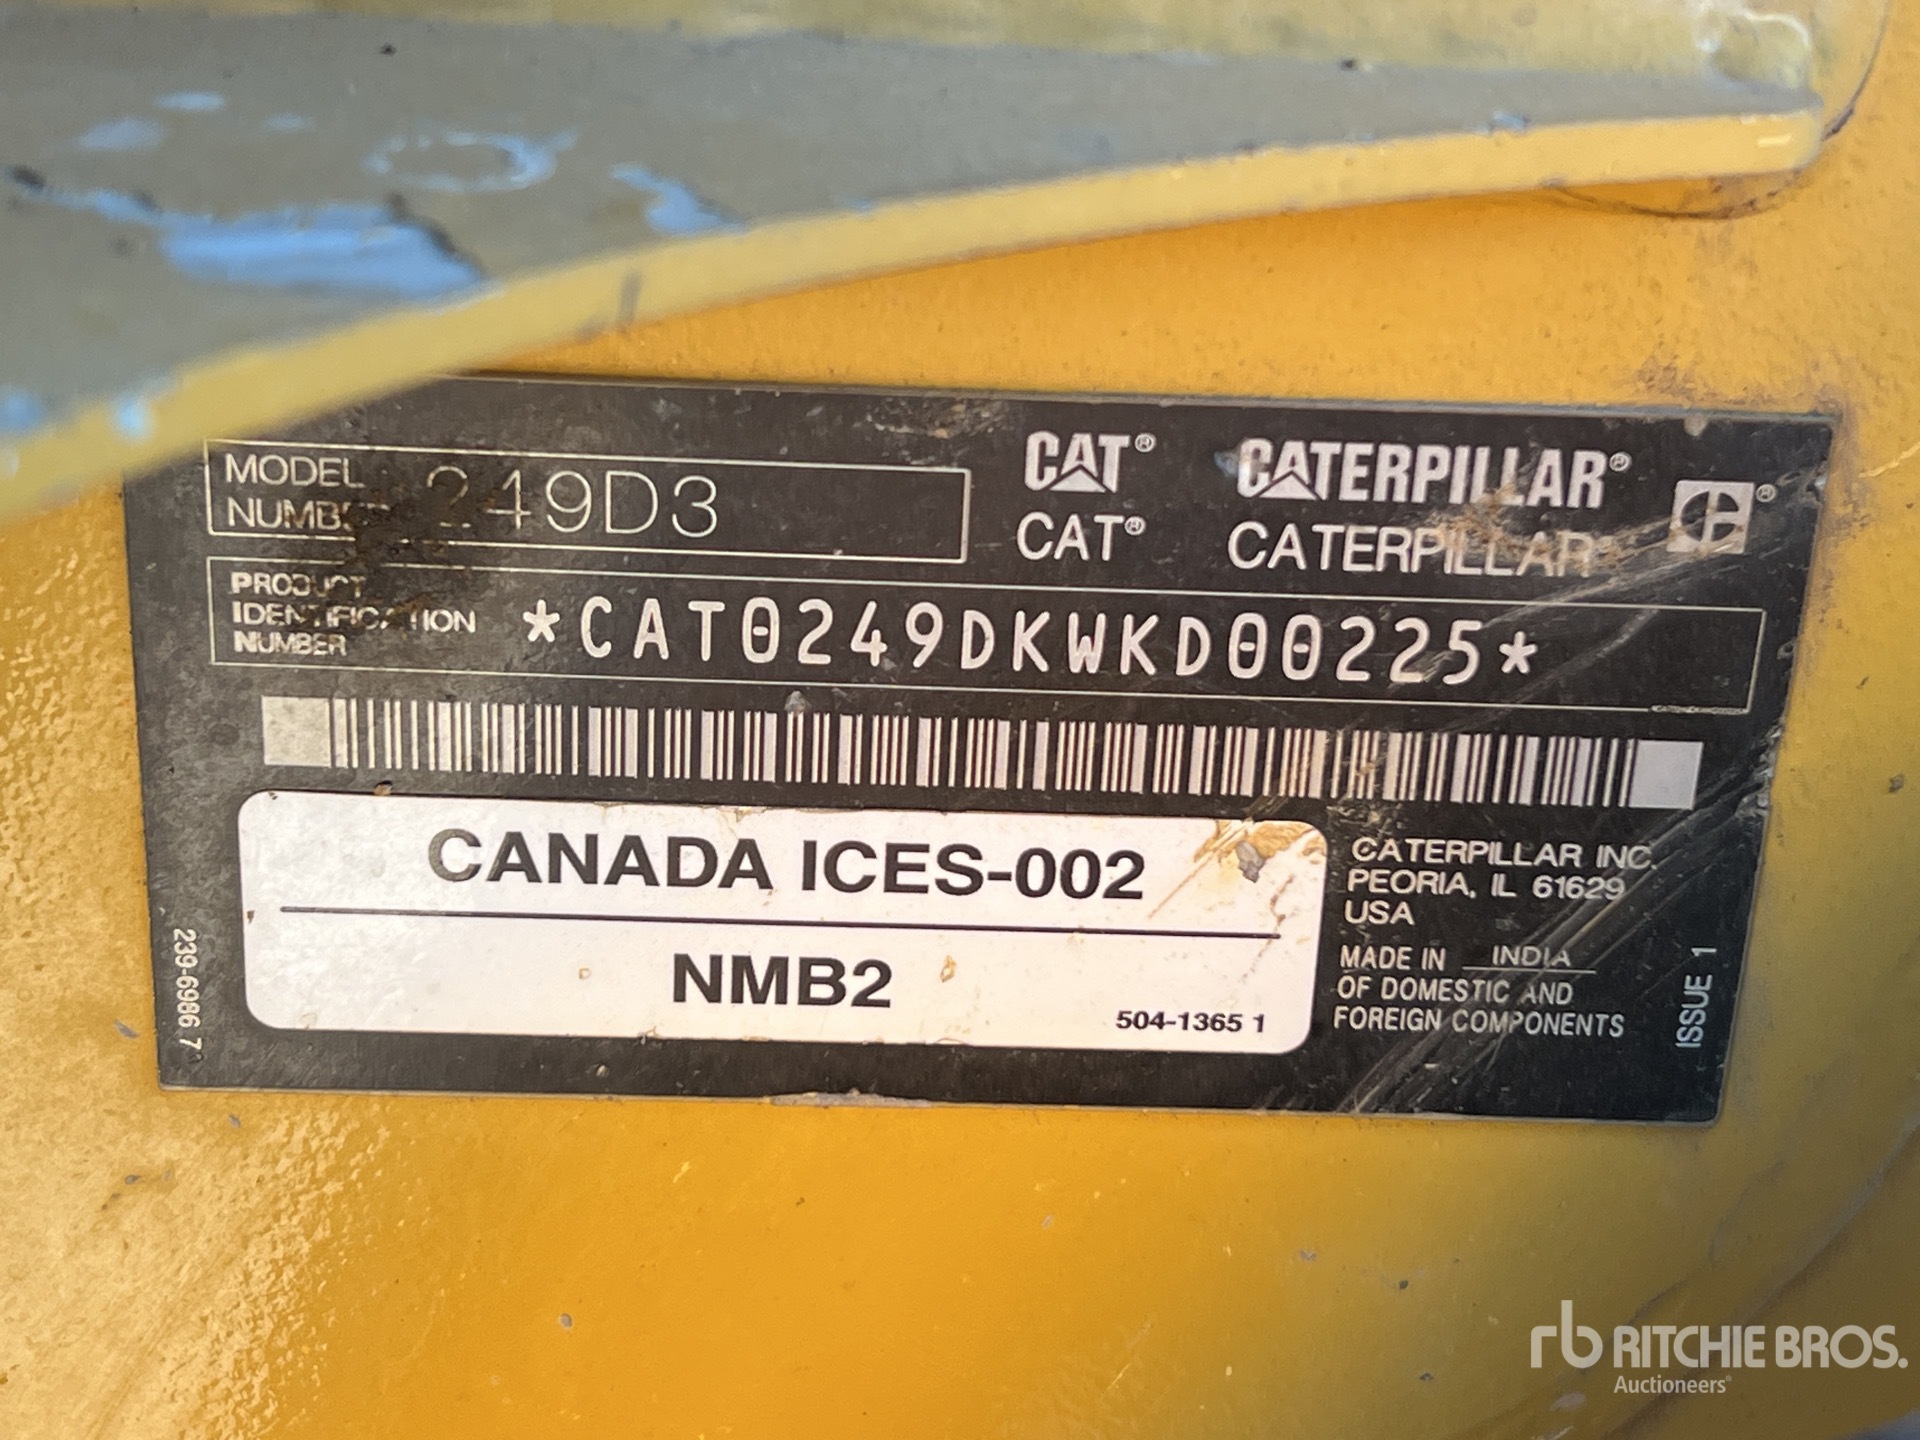 MODEL
NUMBER
249D3
CAT® CATERPILLAR® ®
CAT® CATERPILLAR®
PRODUCT
IDENTIFICATION
NUMBER
*CAT0249DKWKD00225*
CANADA ICES-002
NMB2
504-1365 1
CATERPILLAR INC.
PEORIA, IL 61629
USA
MADE IN INDIA
OF DOMESTIC AND
FOREIGN COMPONENTS
239-6986 7
ISSUE 1
rb RITCHIE BROS.
Auctioneers®